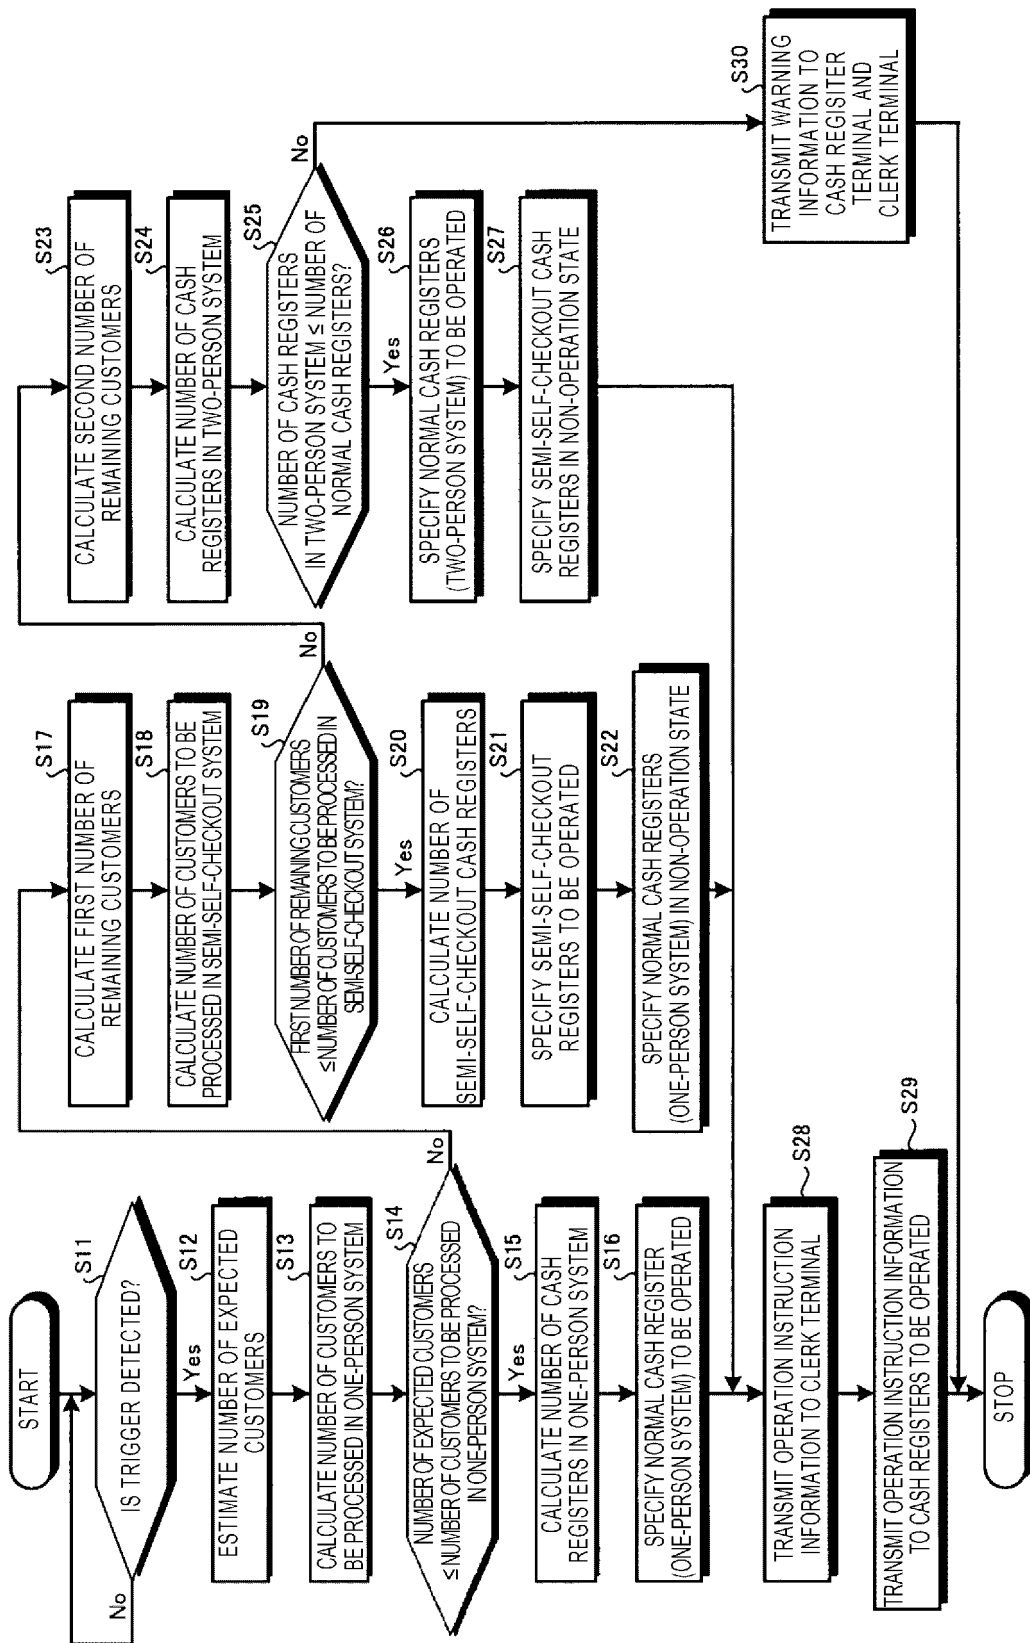 START
S11
IS TRIGGER DETECTED?
No
Yes
S12
ESTIMATE NUMBER OF EXPECTED
CUSTOMERS
S13
CALCULATE NUMBER OF CUSTOMERS TO
BE PROCESSED IN ONE-PERSON SYSTEM
S14
NUMBER OF EXPECTED CUSTOMERS
≤NUMBER OF CUSTOMERS TO BE PROCESSED
IN ONE-PERSON SYSTEM?
No
Yes
S15
CALCULATE NUMBER OF CASH
REGISTERS IN ONE-PERSON SYSTEM
S16
SPECIFY NORMAL CASH REGISTER
(ONE-PERSON SYSTEM) TO BE OPERATED
S17
CALCULATE FIRST NUMBER OF
REMAINING CUSTOMERS
S18
CALCULATE NUMBER OF CUSTOMERS TO BE
PROCESSED IN SEMI-SELF-CHECKOUT SYSTEM
S19
FIRST NUMBER OF REMAINING CUSTOMERS
≤NUMBER OF CUSTOMERS TO BE PROCESSED IN
SEMI-SELF-CHECKOUT SYSTEM?
No
Yes
S20
CALCULATE NUMBER OF
SEMI-SELF-CHECKOUT CASH REGISTERS
S21
SPECIFY SEMI-SELF-CHECKOUT
REGISTERS TO BE OPERATED
S22
SPECIFY NORMAL CASH REGISTERS
(ONE-PERSON SYSTEM) IN NON-OPERATION STATE
S23
CALCULATE SECOND NUMBER OF
REMAINING CUSTOMERS
S24
CALCULATE NUMBER OF CASH
REGISTERS IN TWO-PERSON SYSTEM
S25
NUMBER OF CASH REGISTERS
IN TWO-PERSON SYSTEM ≤ NUMBER OF
NORMAL CASH REGISTERS?
No
Yes
S26
SPECIFY NORMAL CASH REGISTERS
(TWO-PERSON SYSTEM) TO BE OPERATED
S27
SPECIFY SEMI-SELF-CHECKOUT CASH
REGISTERS IN NON-OPERATION STATE
S28
TRANSMIT OPERATION INSTRUCTION
INFORMATION TO CLERK TERMINAL
S29
TRANSMIT OPERATION INSTRUCTION INFORMATION
TO CASH REGISTERS TO BE OPERATED
S30
TRANSMIT WARNING
INFORMATION TO
CASH REGISITER
TERMINAL AND
CLERK TERMINAL
STOP